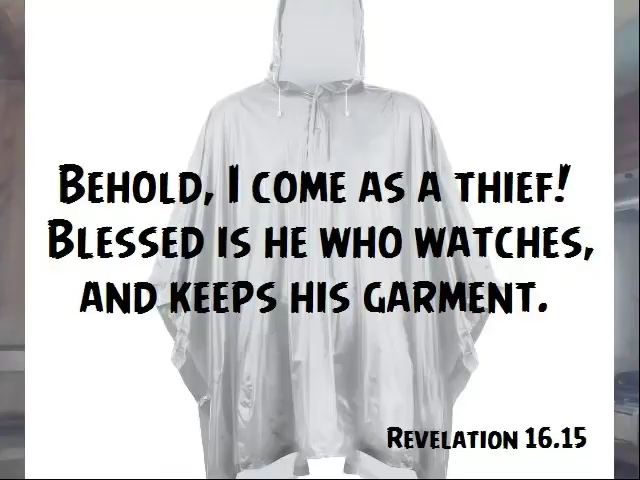 Behold, I come as a thief!
Blessed is he who watches,
and keeps his garment.
Revelation 16.15